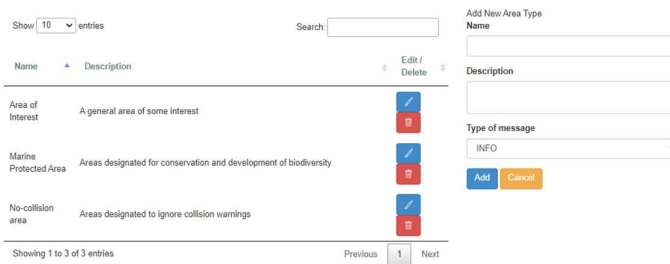 Show 10 entries
Search:
Name Description Edit / Delete
Area of Interest A general area of some interest
Marine Protected Area Areas designated for conservation and development of biodiversity
No-collision area Areas designated to ignore collision warnings
Showing 1 to 3 of 3 entries
Previous 1 Next
Add New Area Type
Name
Description
Type of message
INFO
Add Cancel